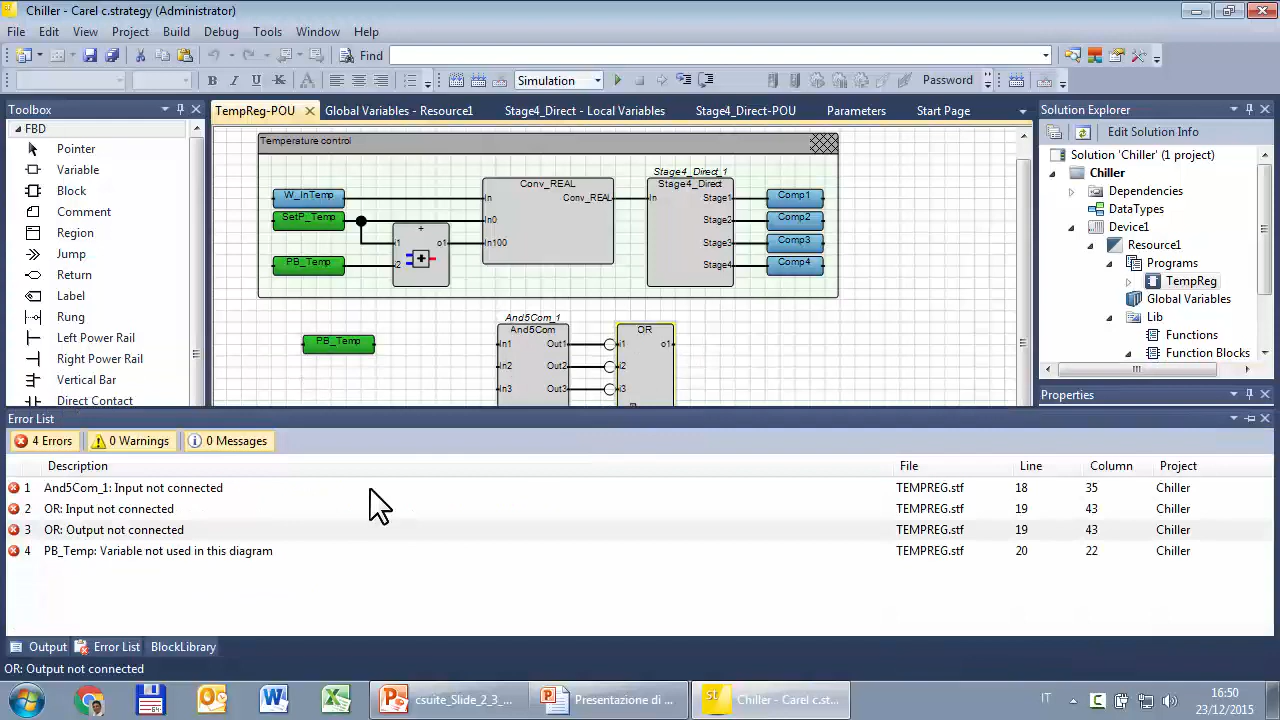 Chiller - Carel c.strategy (Administrator)
File Edit View Project Build Debug Tools Window Help
Find
Simulation Password
Toolbox
TempReg-POU Global Variables - Resource1 Stage4_Direct - Local Variables Stage4_Direct-POU Parameters Start Page
Solution Explorer
FBD
Pointer
Variable
Block
Comment
Region
Jump
Return
Label
Rung
Left Power Rail
Right Power Rail
Vertical Bar
Direct Contact
Temperature control
Stage4_Direct_1
Conv_REAL Stage4_Direct
W_InTemp In Conv_REAL In Stage1 Comp1
SetP_Temp In0 Stage2 Comp2
+
i1 o1 In100 Stage3 Comp3
PB_Temp i2 Stage4 Comp4
And5Com_1
And5Com OR
PB_Temp In1 Out1 i1 o1
In2 Out2 i2
In3 Out3 i3
Edit Solution Info
Solution 'Chiller' (1 project)
Chiller
Dependencies
DataTypes
Device1
Resource1
Programs
TempReg
Global Variables
Lib
Functions
Function Blocks
Properties
Error List
4 Errors 0 Warnings 0 Messages
Description File Line Column Project
1 And5Com_1: Input not connected TEMPREG.stf 18 35 Chiller
2 OR: Input not connected TEMPREG.stf 19 43 Chiller
3 OR: Output not connected TEMPREG.stf 19 43 Chiller
4 PB_Temp: Variable not used in this diagram TEMPREG.stf 20 22 Chiller
Output Error List BlockLibrary
OR: Output not connected
csuite_Slide_2_3_... Presentazione di ... Chiller - Carel c.st...
IT
16:50
23/12/2015